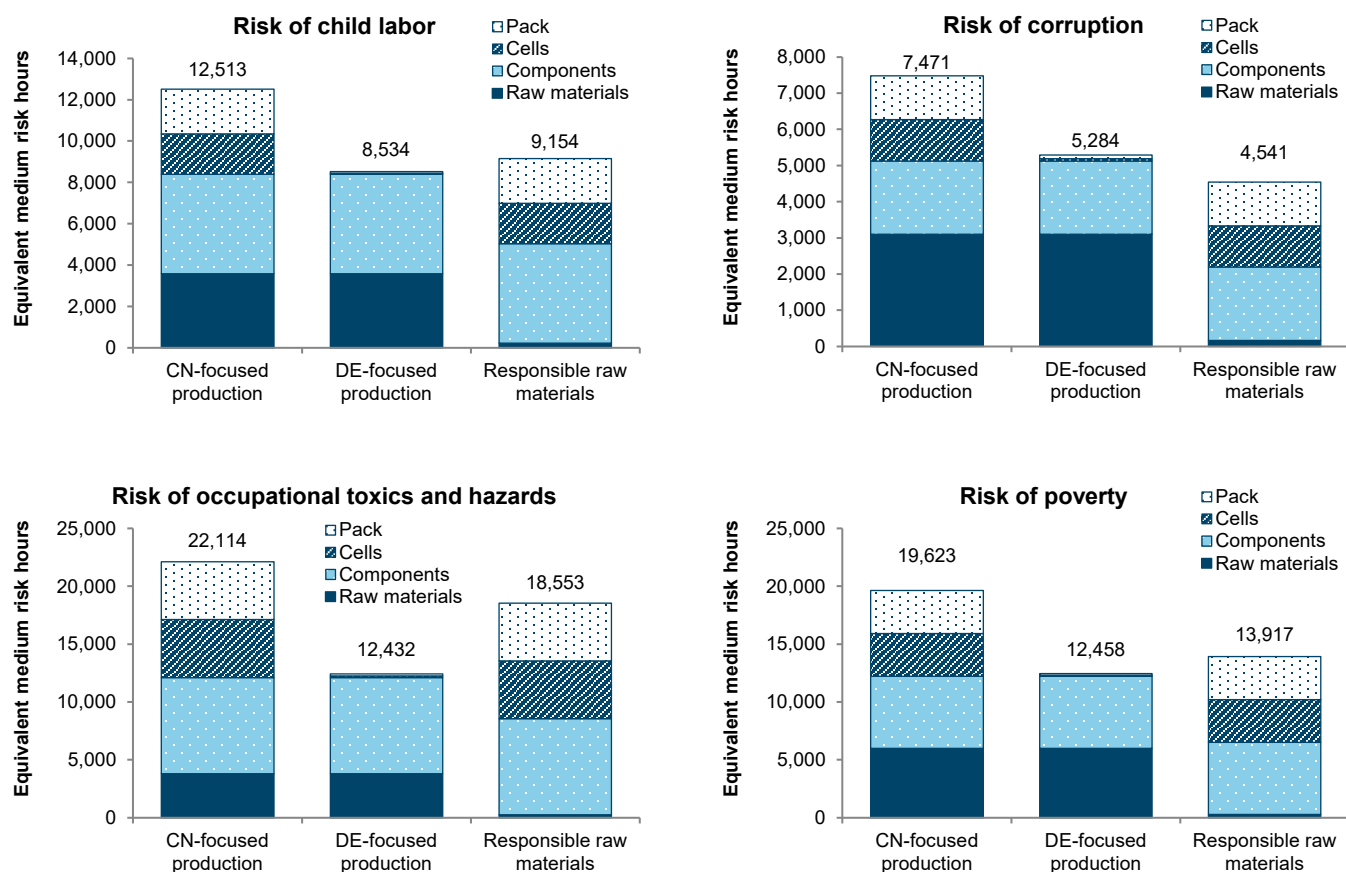 Risk of child labor
Pack
Cells
Components
Raw materials
Equivalent medium risk hours
14,000
12,000
10,000
8,000
6,000
4,000
2,000
0
12,513
8,534
9,154
CN-focused
production
DE-focused
production
Responsible raw
materials
Risk of corruption
Pack
Cells
Components
Raw materials
Equivalent medium risk hours
8,000
7,000
6,000
5,000
4,000
3,000
2,000
1,000
0
7,471
5,284
4,541
CN-focused
production
DE-focused
production
Responsible raw
materials
Risk of occupational toxics and hazards
Pack
Cells
Components
Raw materials
Equivalent medium risk hours
25,000
20,000
15,000
10,000
5,000
0
22,114
12,432
18,553
CN-focused
production
DE-focused
production
Responsible raw
materials
Risk of poverty
Pack
Cells
Components
Raw materials
Equivalent medium risk hours
25,000
20,000
15,000
10,000
5,000
0
19,623
12,458
13,917
CN-focused
production
DE-focused
production
Responsible raw
materials